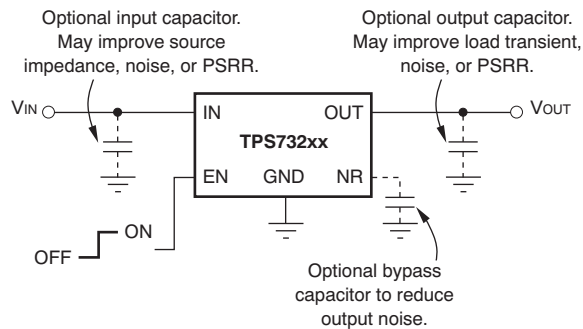 Optional input capacitor.
May improve source
impedance, noise, or PSRR.
Optional output capacitor.
May improve load transient,
noise, or PSRR.
VIN
IN
OUT
VOUT
TPS732xx
EN
GND
NR
OFF
ON
Optional bypass
capacitor to reduce
output noise.